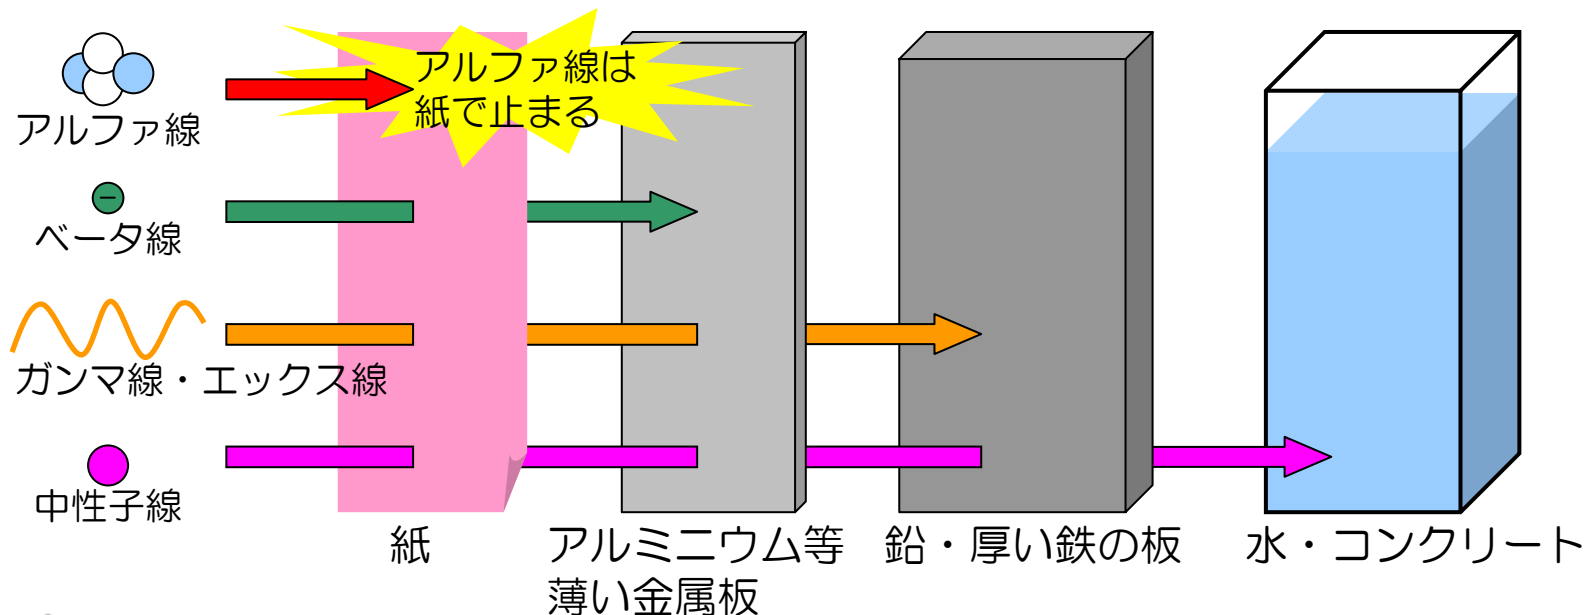 アルファ線は
紙で止まる
アルファ線
−
ベータ線
ガンマ線・エックス線
中性子線
紙
アルミニウム等
薄い金属板
鉛・厚い鉄の板
水・コンクリート